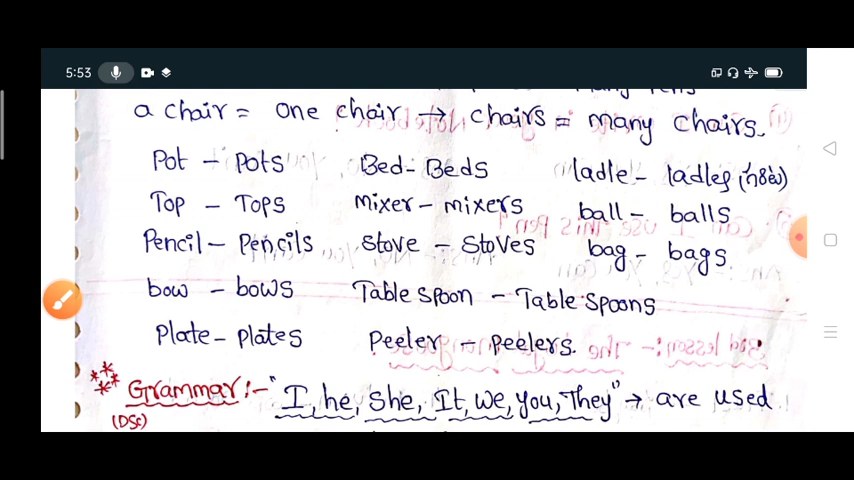 5:53
a chair = one chair → chairs = many chairs.
Pot - Pots Bed - Beds ladle - ladles (గరిటె)
Top - Tops mixer - mixers ball - balls
Pencil - Pencils stove - stoves bag - bags
bow - bows Table spoon - Table spoons
Plate - plates Peeler - Peelers.
Grammar :- "I, he, She, It, we, you, They" → are used
(DSC)